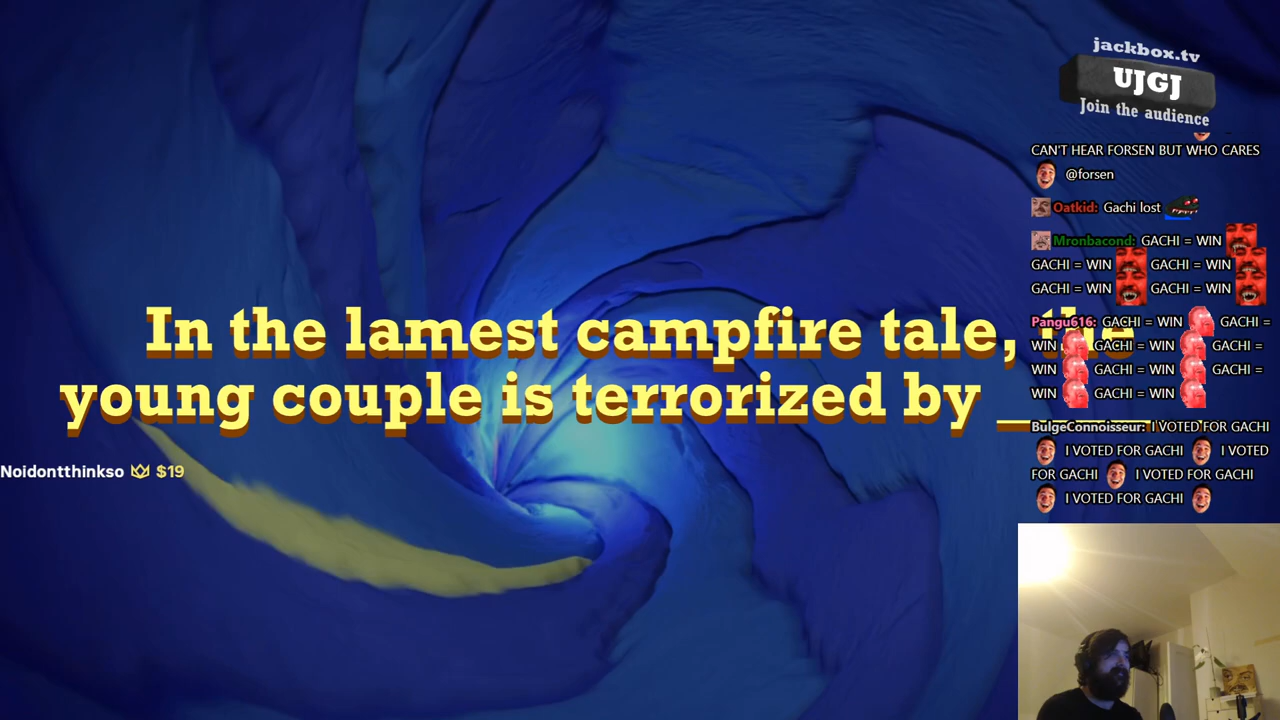 jackbox.tv
UJGJ
Join the audience
CAN'T HEAR FORSEN BUT WHO CARES
@forsen
Oatkid: Gachi lost
Mronbacond: GACHI = WIN
GACHI = WIN GACHI = WIN
GACHI = WIN GACHI = WIN
In the lamest campfire tale, the
young couple is terrorized by ____
Pangu616: GACHI = WIN GACHI =
WIN GACHI = WIN GACHI =
WIN GACHI = WIN GACHI =
WIN GACHI = WIN
BulgeConnoisseur: I VOTED FOR GACHI
I VOTED FOR GACHI I VOTED
FOR GACHI I VOTED FOR GACHI
I VOTED FOR GACHI
Noidontthinkso $19